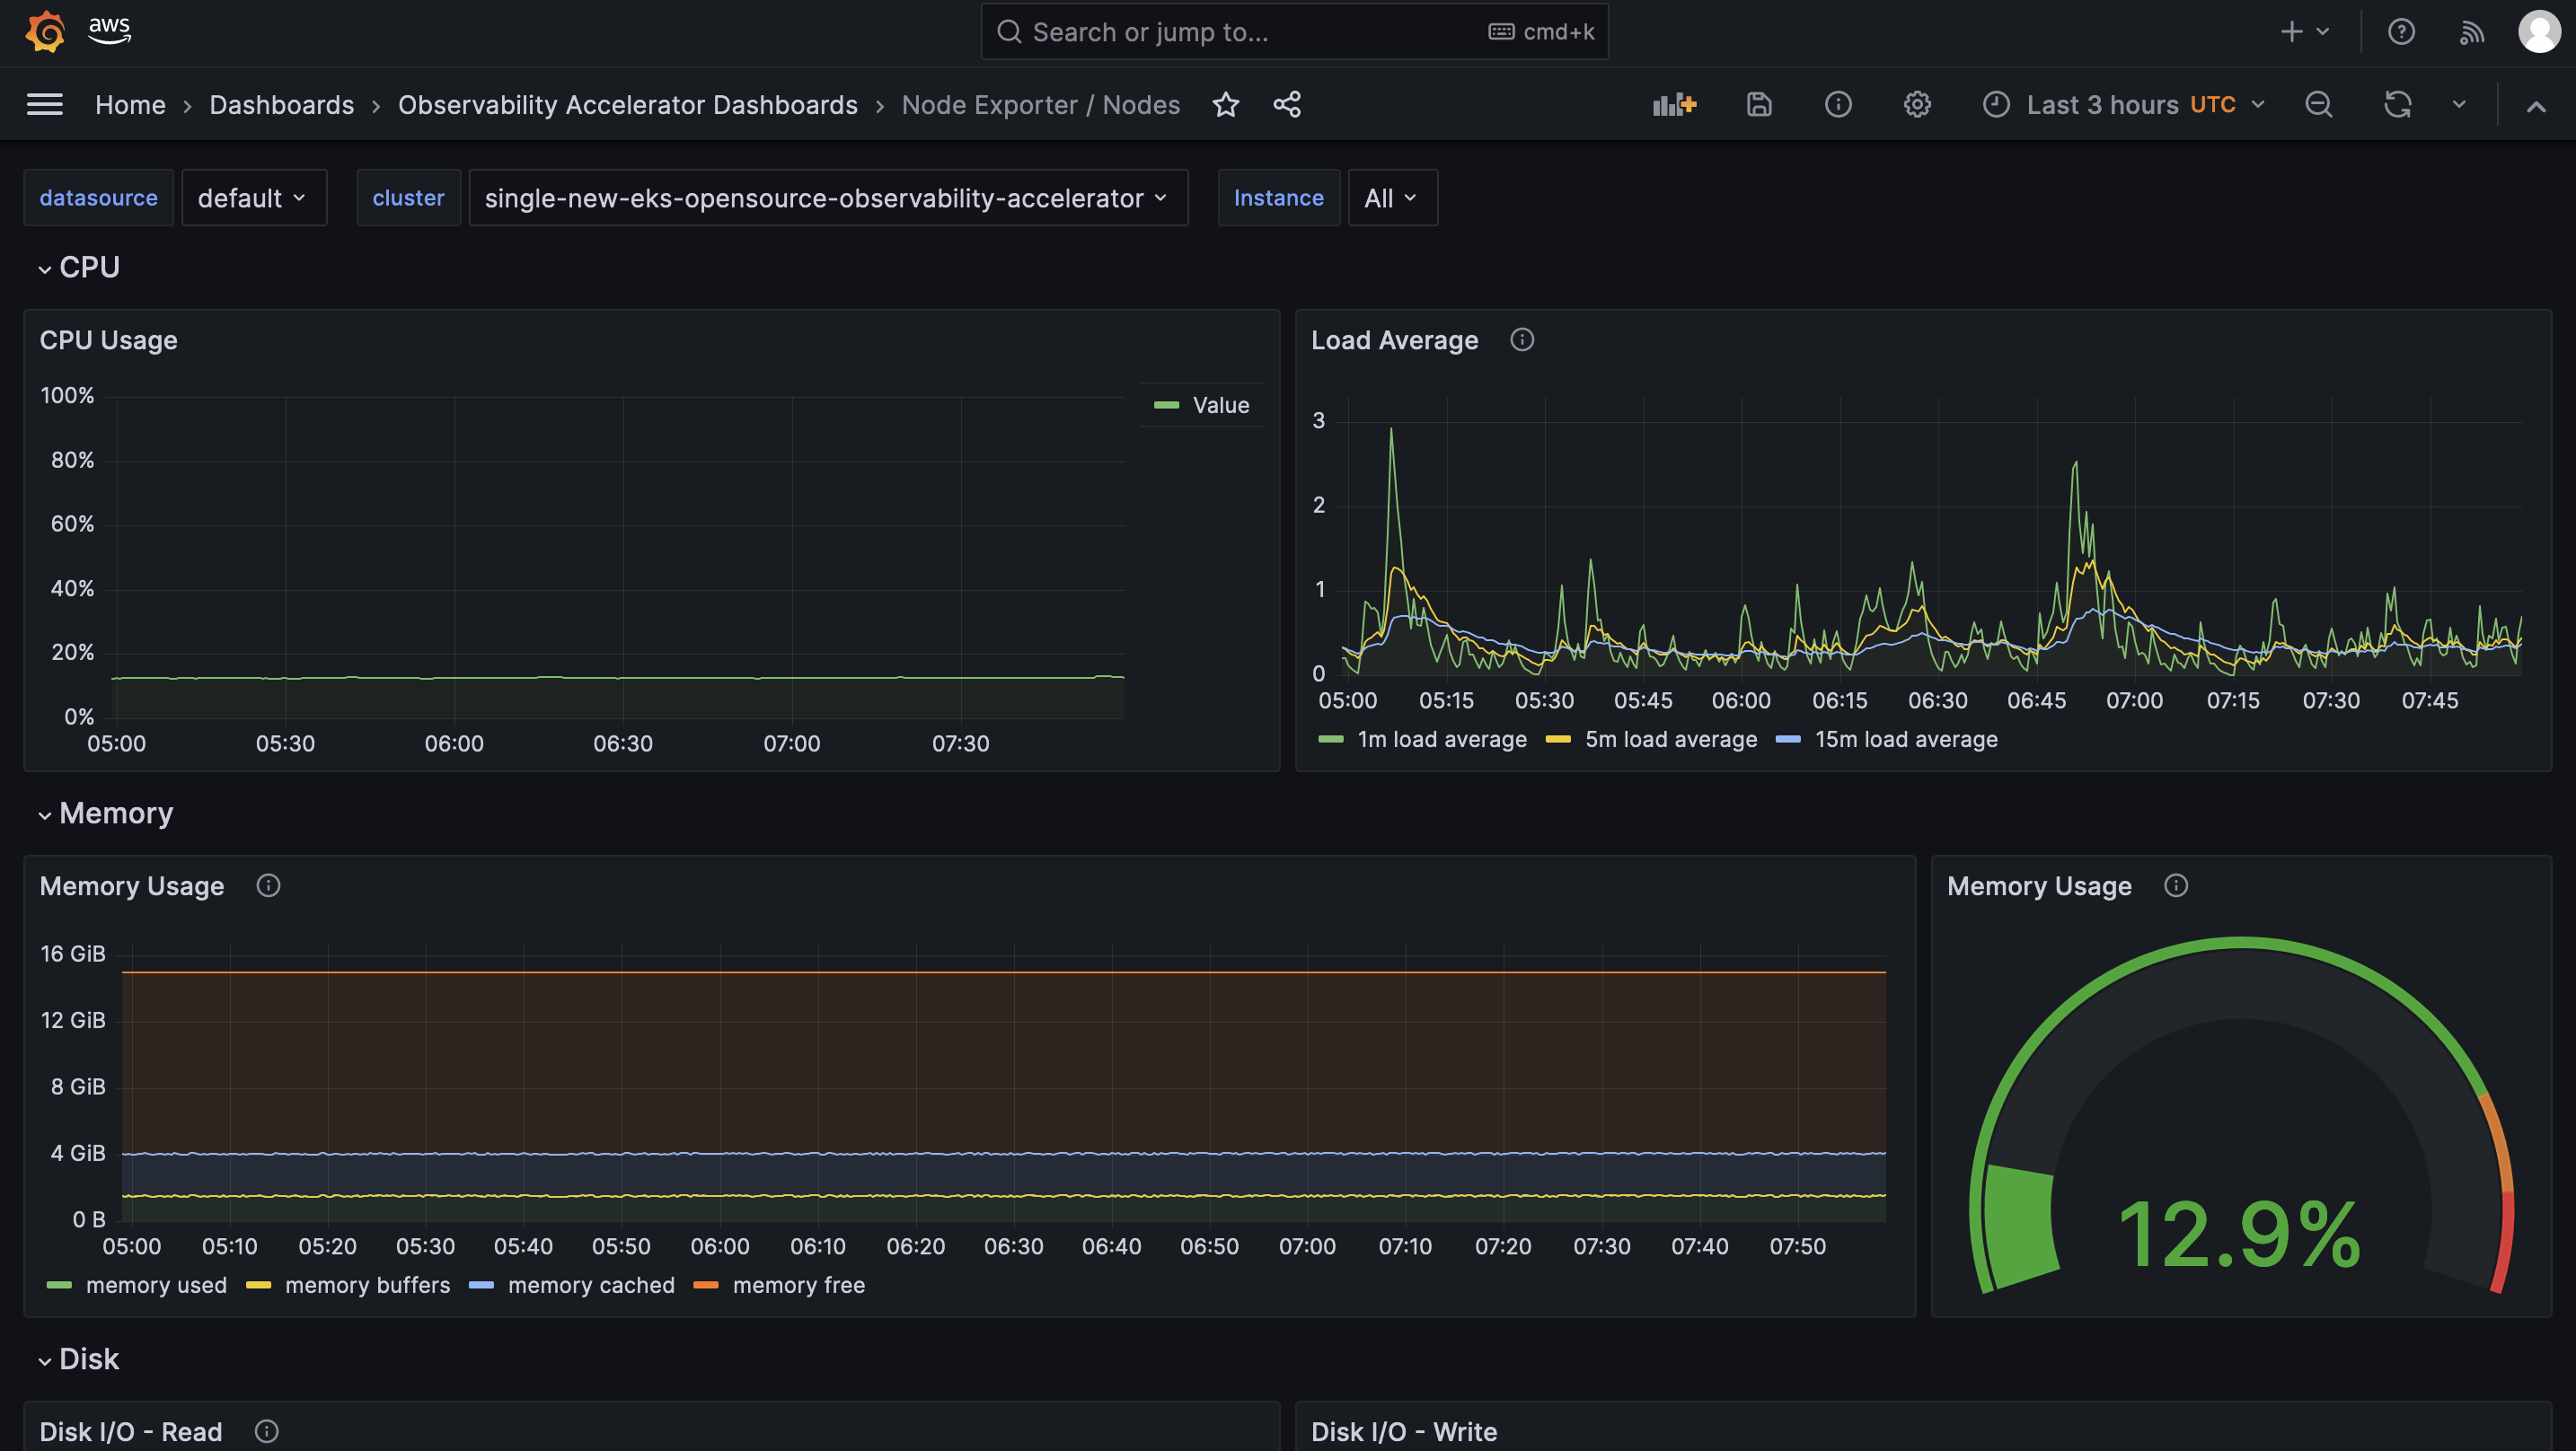 aws
Search or jump to...
cmd+k
Home › Dashboards › Observability Accelerator Dashboards › Node Exporter / Nodes
Last 3 hours UTC
datasource default cluster single-new-eks-opensource-observability-accelerator Instance All
CPU
CPU Usage
100%
80%
60%
40%
20%
0%
05:00 05:30 06:00 06:30 07:00 07:30
Value
Load Average
3
2
1
0
05:00 05:15 05:30 05:45 06:00 06:15 06:30 06:45 07:00 07:15 07:30 07:45
1m load average 5m load average 15m load average
Memory
Memory Usage
16 GiB
12 GiB
8 GiB
4 GiB
0 B
05:00 05:10 05:20 05:30 05:40 05:50 06:00 06:10 06:20 06:30 06:40 06:50 07:00 07:10 07:20 07:30 07:40 07:50
memory used memory buffers memory cached memory free
Memory Usage
12.9%
Disk
Disk I/O - Read
Disk I/O - Write